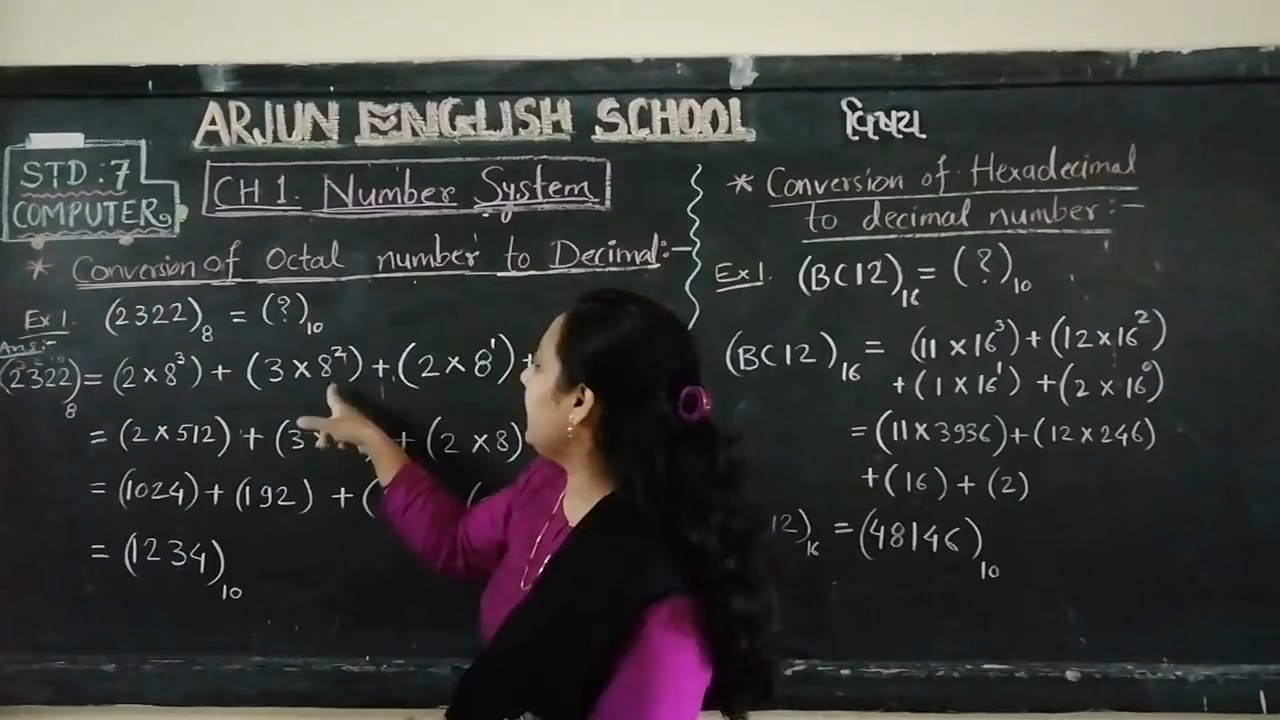 ARJUN ENGLISH SCHOOL
વિષય
STD : 7
COMPUTER
CH 1. Number System
* Conversion of Octal number to Decimal:-
Ex 1. (2322)₈ = (?)₁₀
Ans:-
(2322)₈ = (2×8³) + (3×8²) + (2×8¹) +
= (2×512) + (3× + (2×8)
= (1024) + (192) + (
= (1234)₁₀
* Conversion of Hexadecimal
to decimal number:-
Ex 1. (BC12)₁₆ = (?)₁₀
(BC12)₁₆ = (11×16³) + (12×16²)
+ (1×16¹) + (2×16⁰)
= (11×3936) + (12×246)
+ (16) + (2)
12)₁₆ = (48146)₁₀